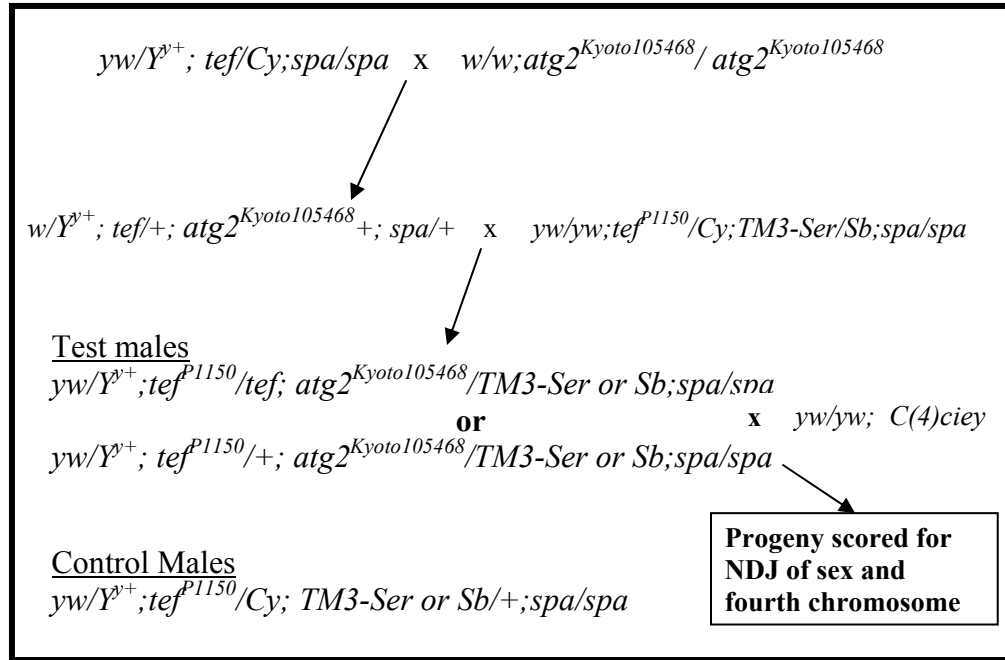 yw/Y^y+; tef/Cy;spa/spa x w/w;atg2^Kyoto105468/ atg2^Kyoto105468
w/Y^y+; tef/+; atg2^Kyoto105468+; spa/+ x yw/yw;tef^P1150/Cy;TM3-Ser/Sb;spa/spa
Test males
yw/Y^y+;tef^P1150/tef; atg2^Kyoto105468/TM3-Ser or Sb;spa/spa
or x yw/yw; C(4)ciey
yw/Y^y+; tef^P1150/+; atg2^Kyoto105468/TM3-Ser or Sb;spa/spa
Progeny scored for
NDJ of sex and
fourth chromosome
Control Males
yw/Y^y+;tef^P1150/Cy; TM3-Ser or Sb/+;spa/spa